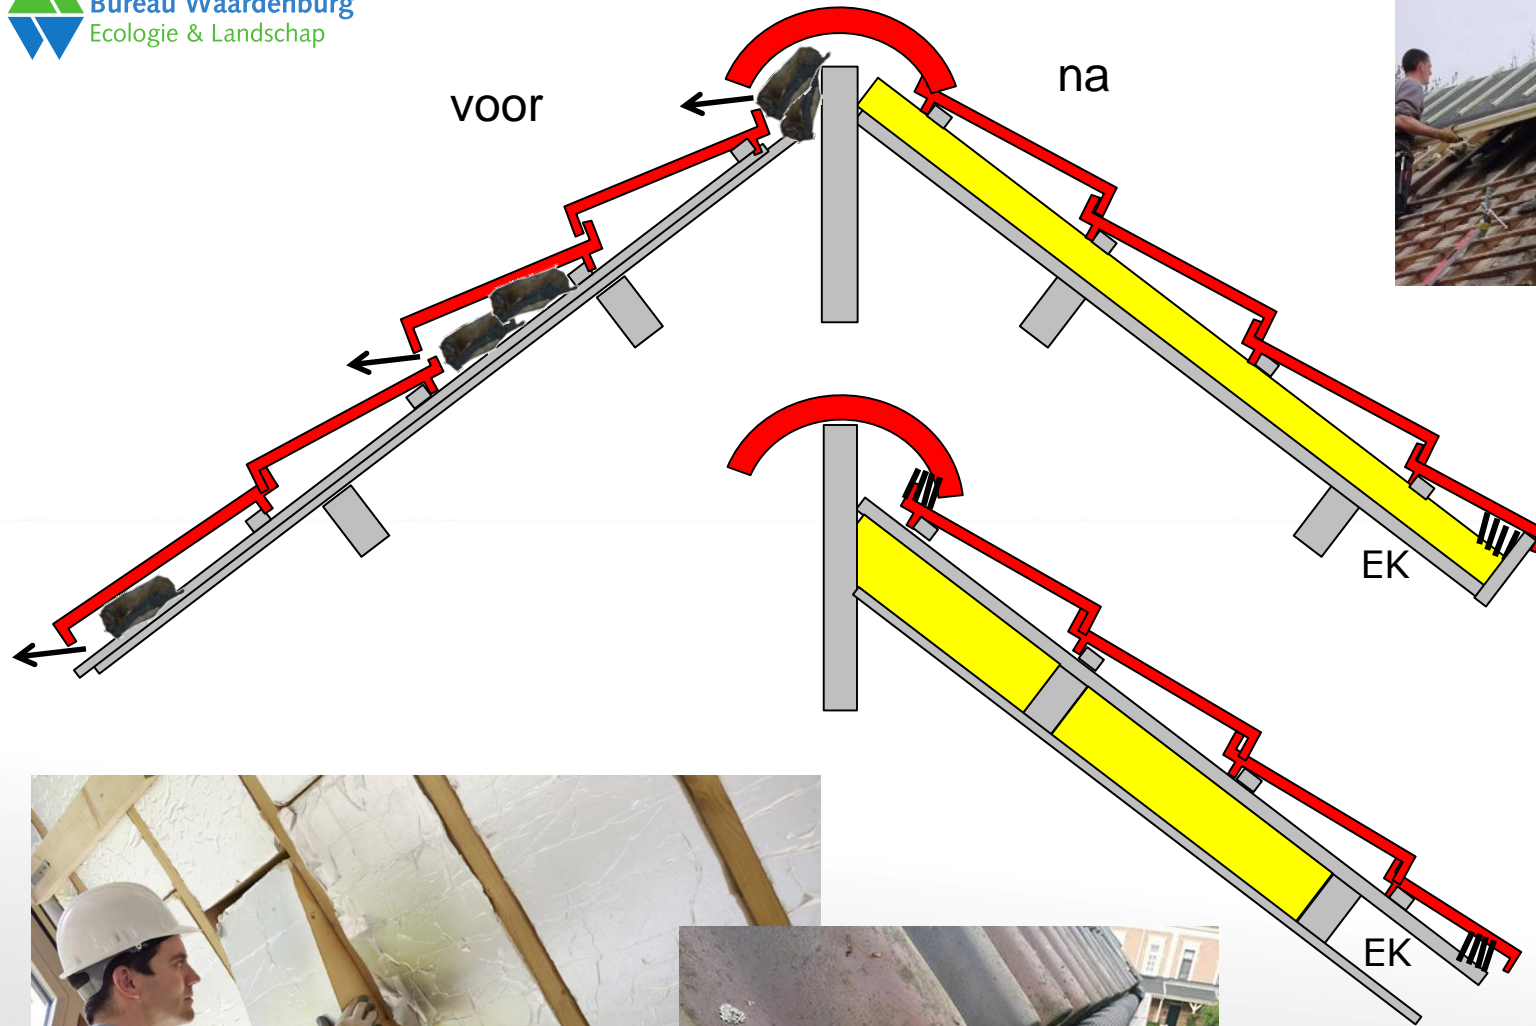 Bureau Waardenburg
Ecologie & Landschap
voor
na
EK
EK